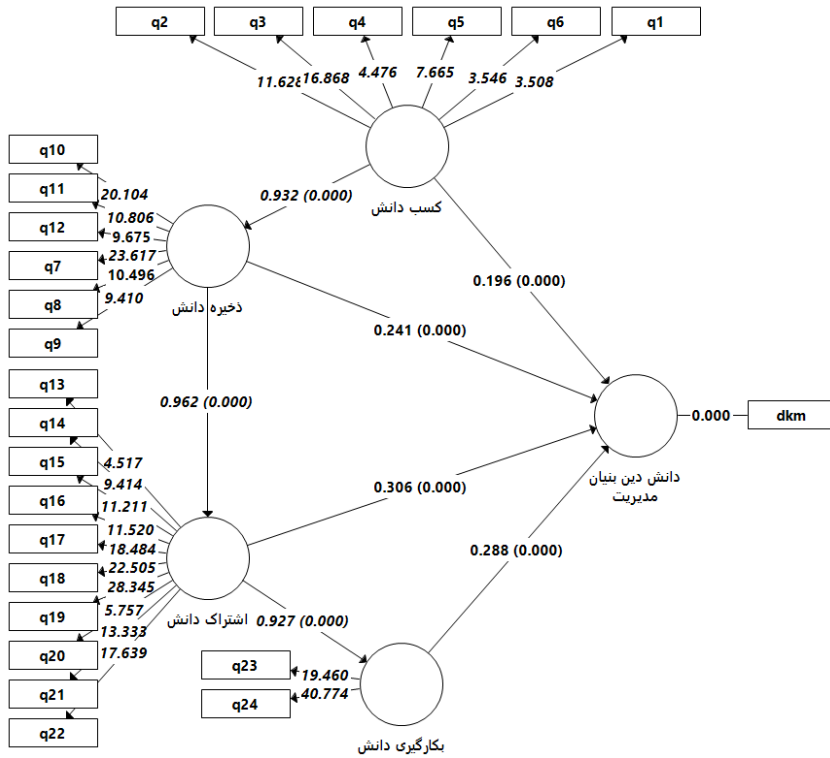 q2
q3
q4
q5
q6
q1
11.628
16.868
4.476
7.665
3.546
3.508
کسب دانش
q10
q11
q12
q7
q8
q9
20.104
10.806
9.675
23.617
10.496
9.410
ذخیره دانش
0.932 (0.000)
0.196 (0.000)
0.241 (0.000)
0.962 (0.000)
q13
q14
q15
q16
q17
q18
q19
q20
q21
q22
4.517
9.414
11.211
11.520
18.484
22.505
28.345
5.757
13.333
17.639
اشتراک دانش
0.306 (0.000)
0.288 (0.000)
0.927 (0.000)
0.000
dkm
دانش دین بنیان
مدیریت
q23
q24
19.460
40.774
بکارگیری دانش